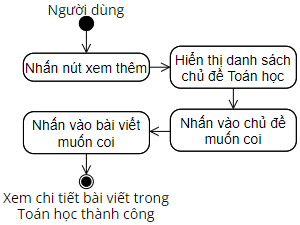 Người dùng
Nhấn nút xem thêm
Hiển thị danh sách
chủ đề Toán học
Nhấn vào chủ đề
muốn coi
Nhấn vào bài viết
muốn coi
Xem chi tiết bài viết trong
Toán học thành công